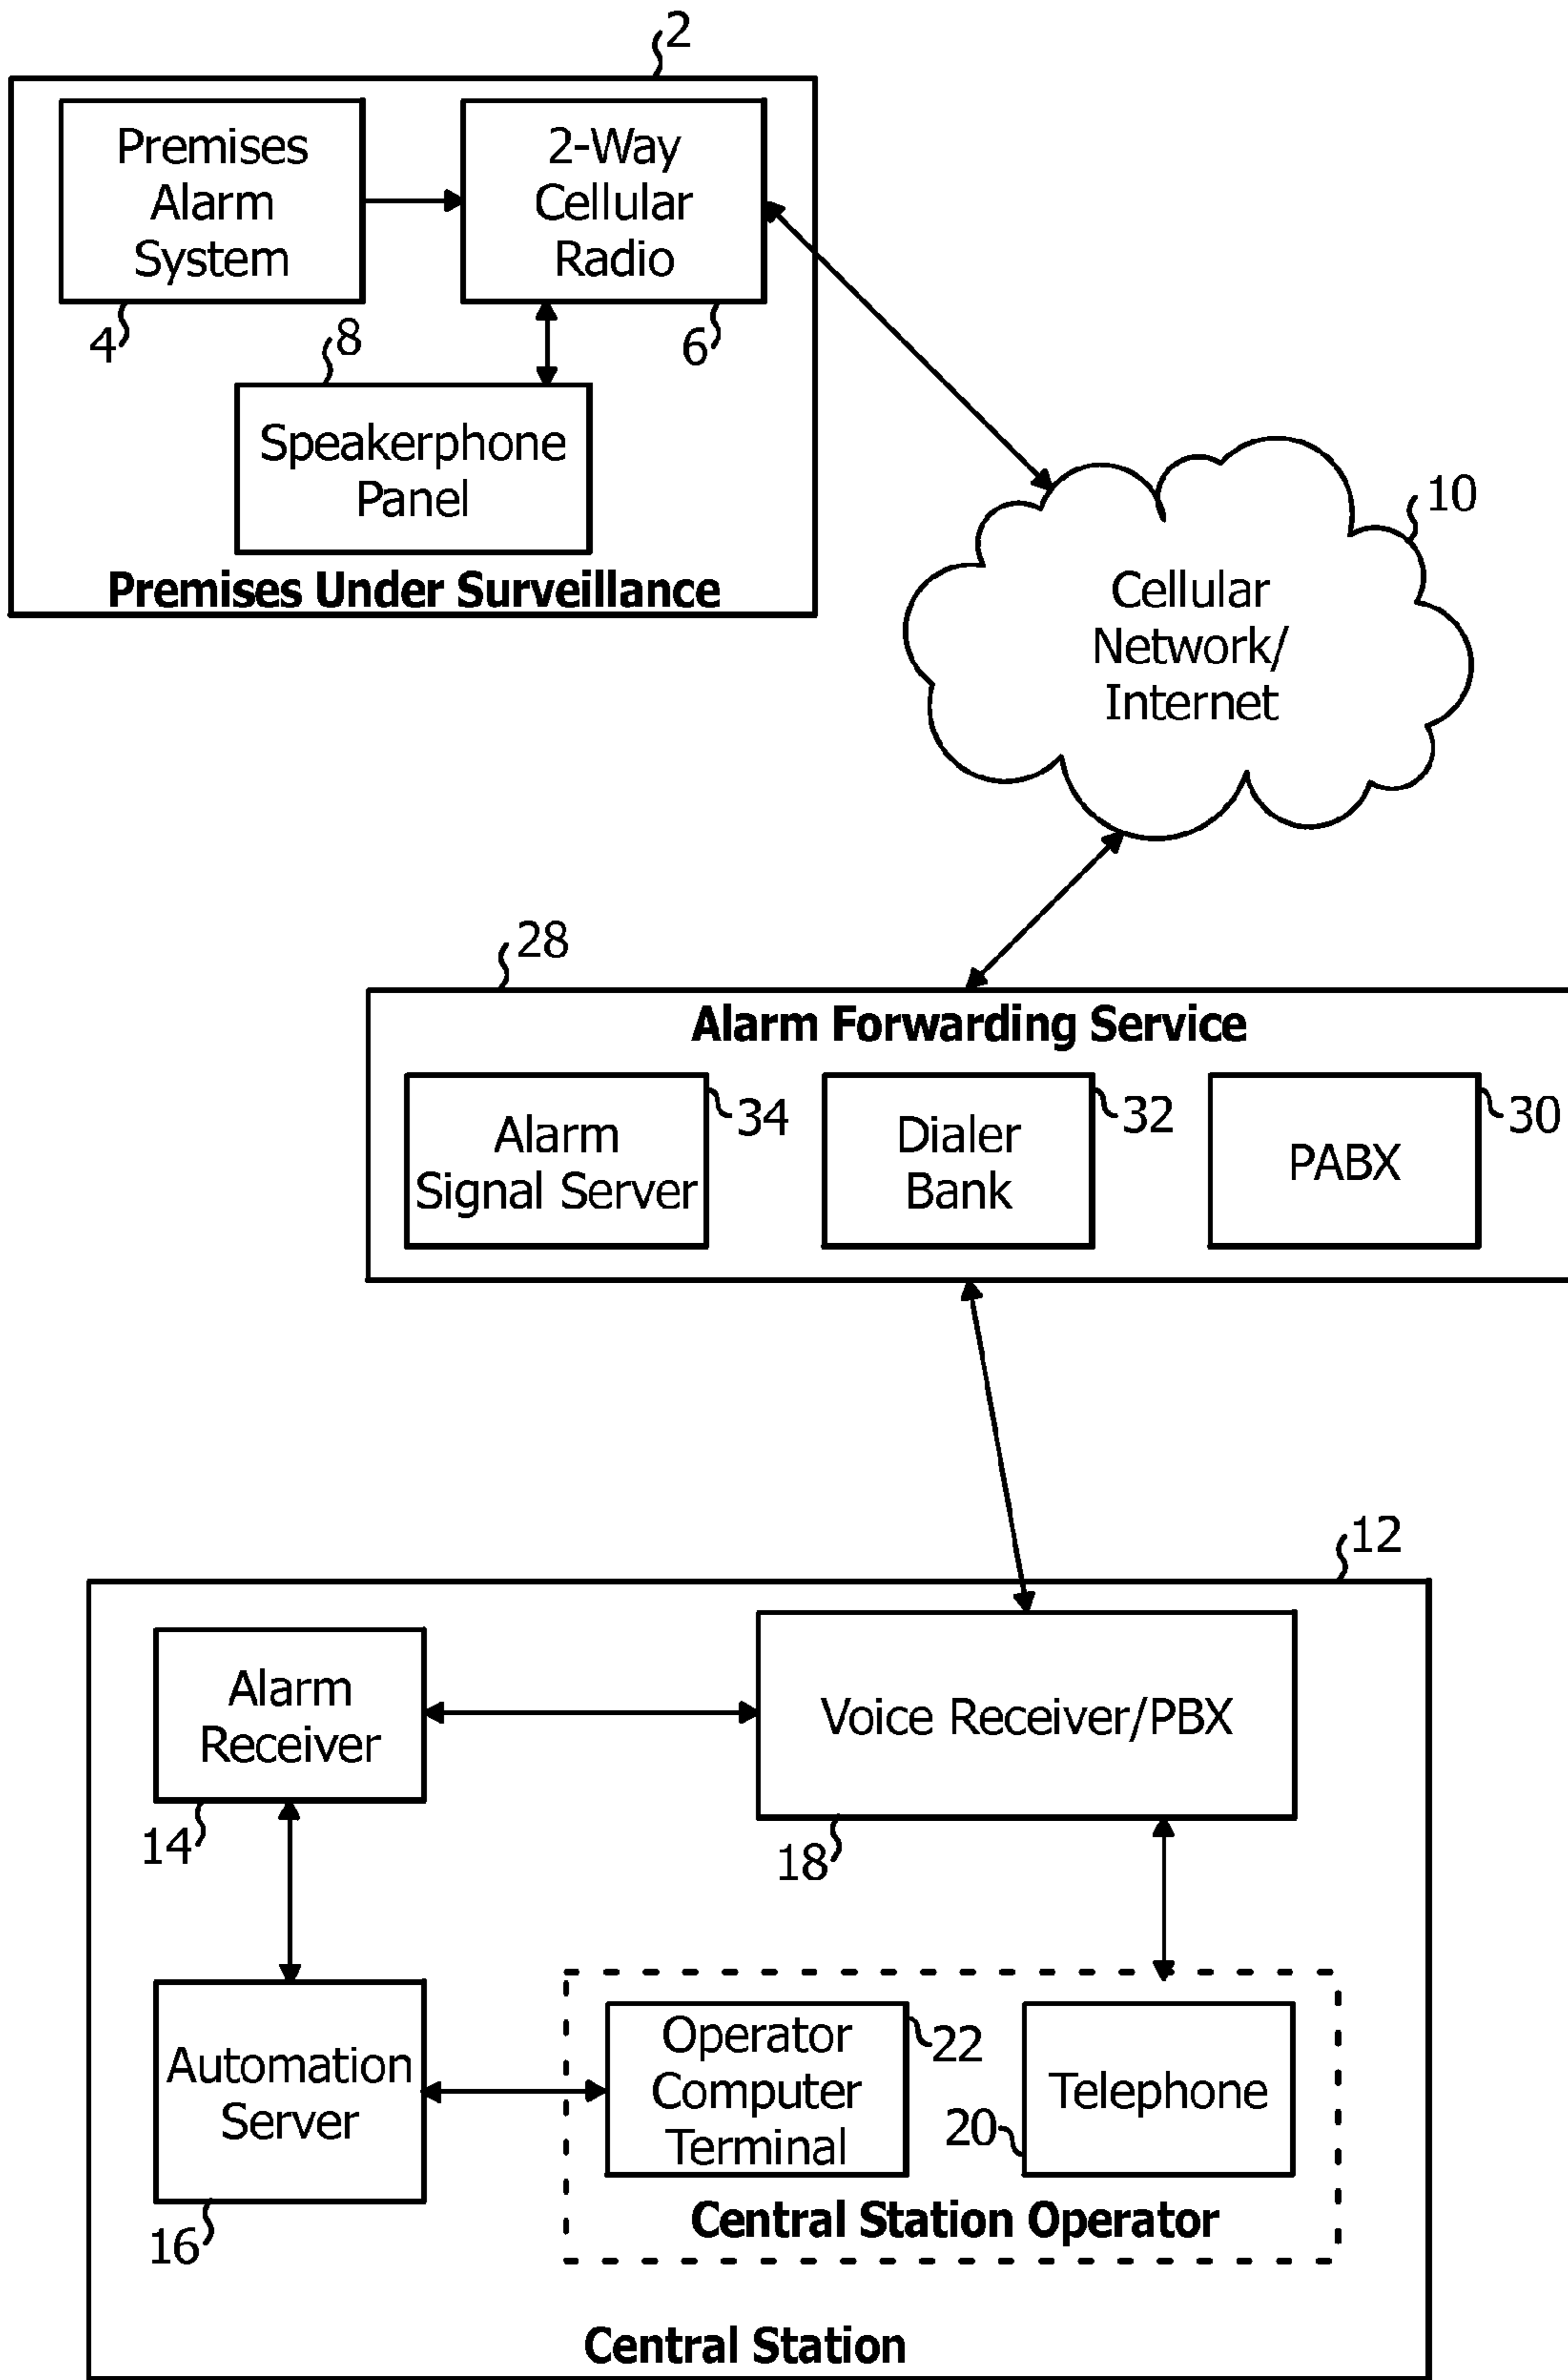 2
Premises
Alarm
System
2-Way
Cellular
Radio
4
8
6
Speakerphone
Panel
Premises Under Surveillance
10
Cellular
Network/
Internet
28
Alarm Forwarding Service
Alarm
Signal Server
34
Dialer
Bank
32
PABX
30
12
Alarm
Receiver
Voice Receiver/PBX
14
18
Automation
Server
Operator
Computer
Terminal
22
Telephone
20
16
Central Station Operator
Central Station